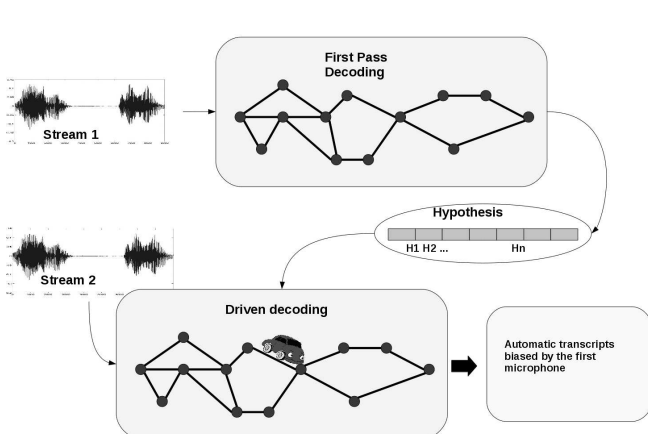 First Pass
Decoding
Stream 1
Hypothesis
H1 H2 ... Hn
Stream 2
Driven decoding
Automatic transcripts
biased by the first
microphone